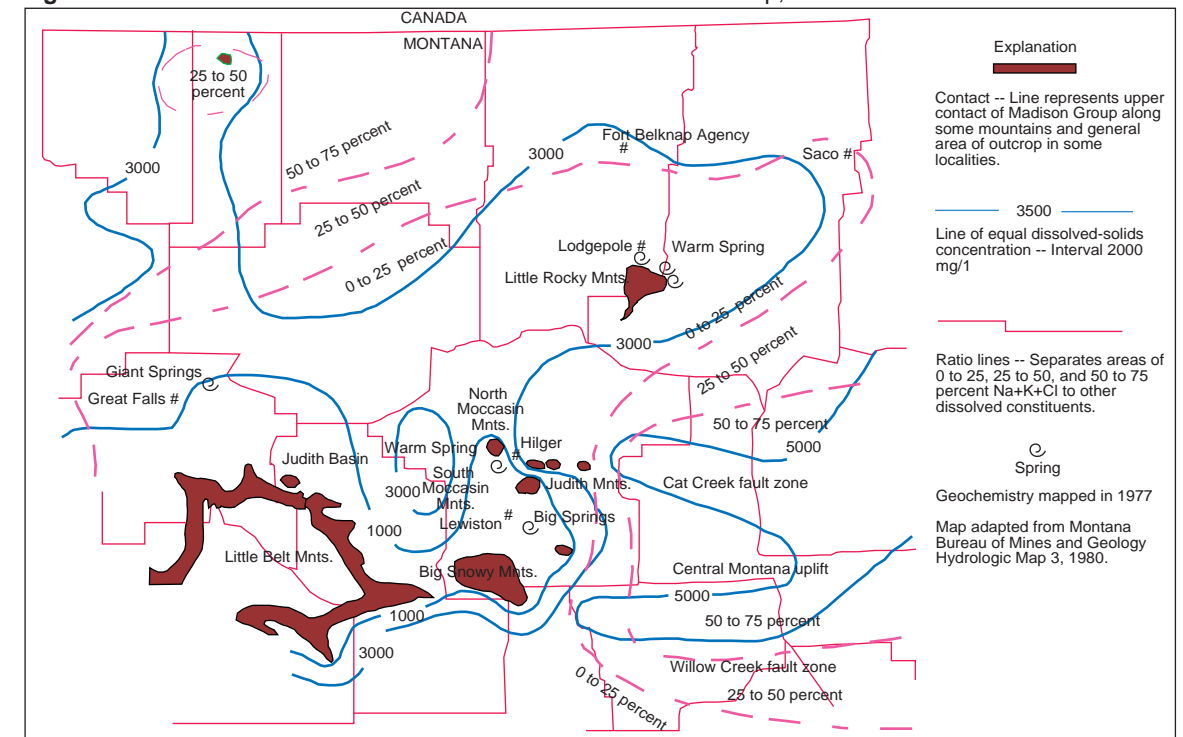 CANADA
MONTANA
25 to 50
percent
3000
50 to 75 percent
25 to 50 percent
0 to 25 percent
3000
Fort Belknap Agency
#
Saco #
Lodgepole #
Warm Spring
Little Rocky Mnts.
3000
0 to 25 percent
25 to 50 percent
50 to 75 percent
5000
Giant Springs
Great Falls #
North
Moccasin
Mnts.
Warm Spring
Hilger
#
Judith Basin
South
Moccasin
Mnts.
3000
Judith Mnts.
Cat Creek fault zone
1000
Lewiston #
Big Springs
Little Belt Mnts.
Big Snowy Mnts.
Central Montana uplift
5000
1000
50 to 75 percent
3000
Willow Creek fault zone
0 to 25 percent
25 to 50 percent
Explanation
Contact -- Line represents upper
contact of Madison Group along
some mountains and general
area of outcrop in some
localities.
3500
Line of equal dissolved-solids
concentration -- Interval 2000
mg/1
Ratio lines -- Separates areas of
0 to 25, 25 to 50, and 50 to 75
percent Na+K+Cl to other
dissolved constituents.
Spring
Geochemistry mapped in 1977
Map adapted from Montana
Bureau of Mines and Geology
Hydrologic Map 3, 1980.